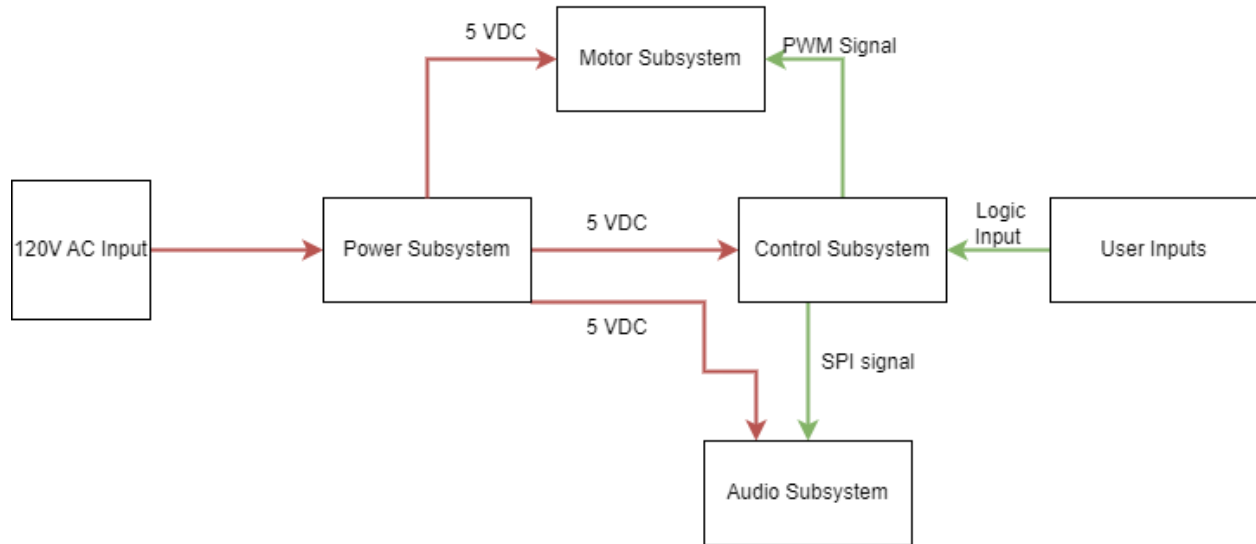 5 VDC
Motor Subsystem
PWM Signal
120V AC Input
Power Subsystem
5 VDC
Control Subsystem
Logic
Input
User Inputs
5 VDC
SPI signal
Audio Subsystem